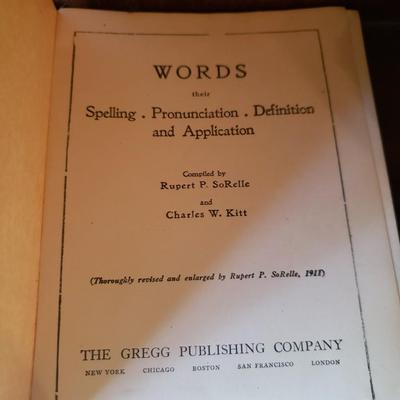 WORDS
their
Spelling . Pronunciation . Definition
and Application
Compiled by
Rupert P. SoRelle
and
Charles W. Kitt
(Thoroughly revised and enlarged by Rupert P. SoRelle, 1911)
THE GREGG PUBLISHING COMPANY
NEW YORK CHICAGO BOSTON SAN FRANCISCO LONDON